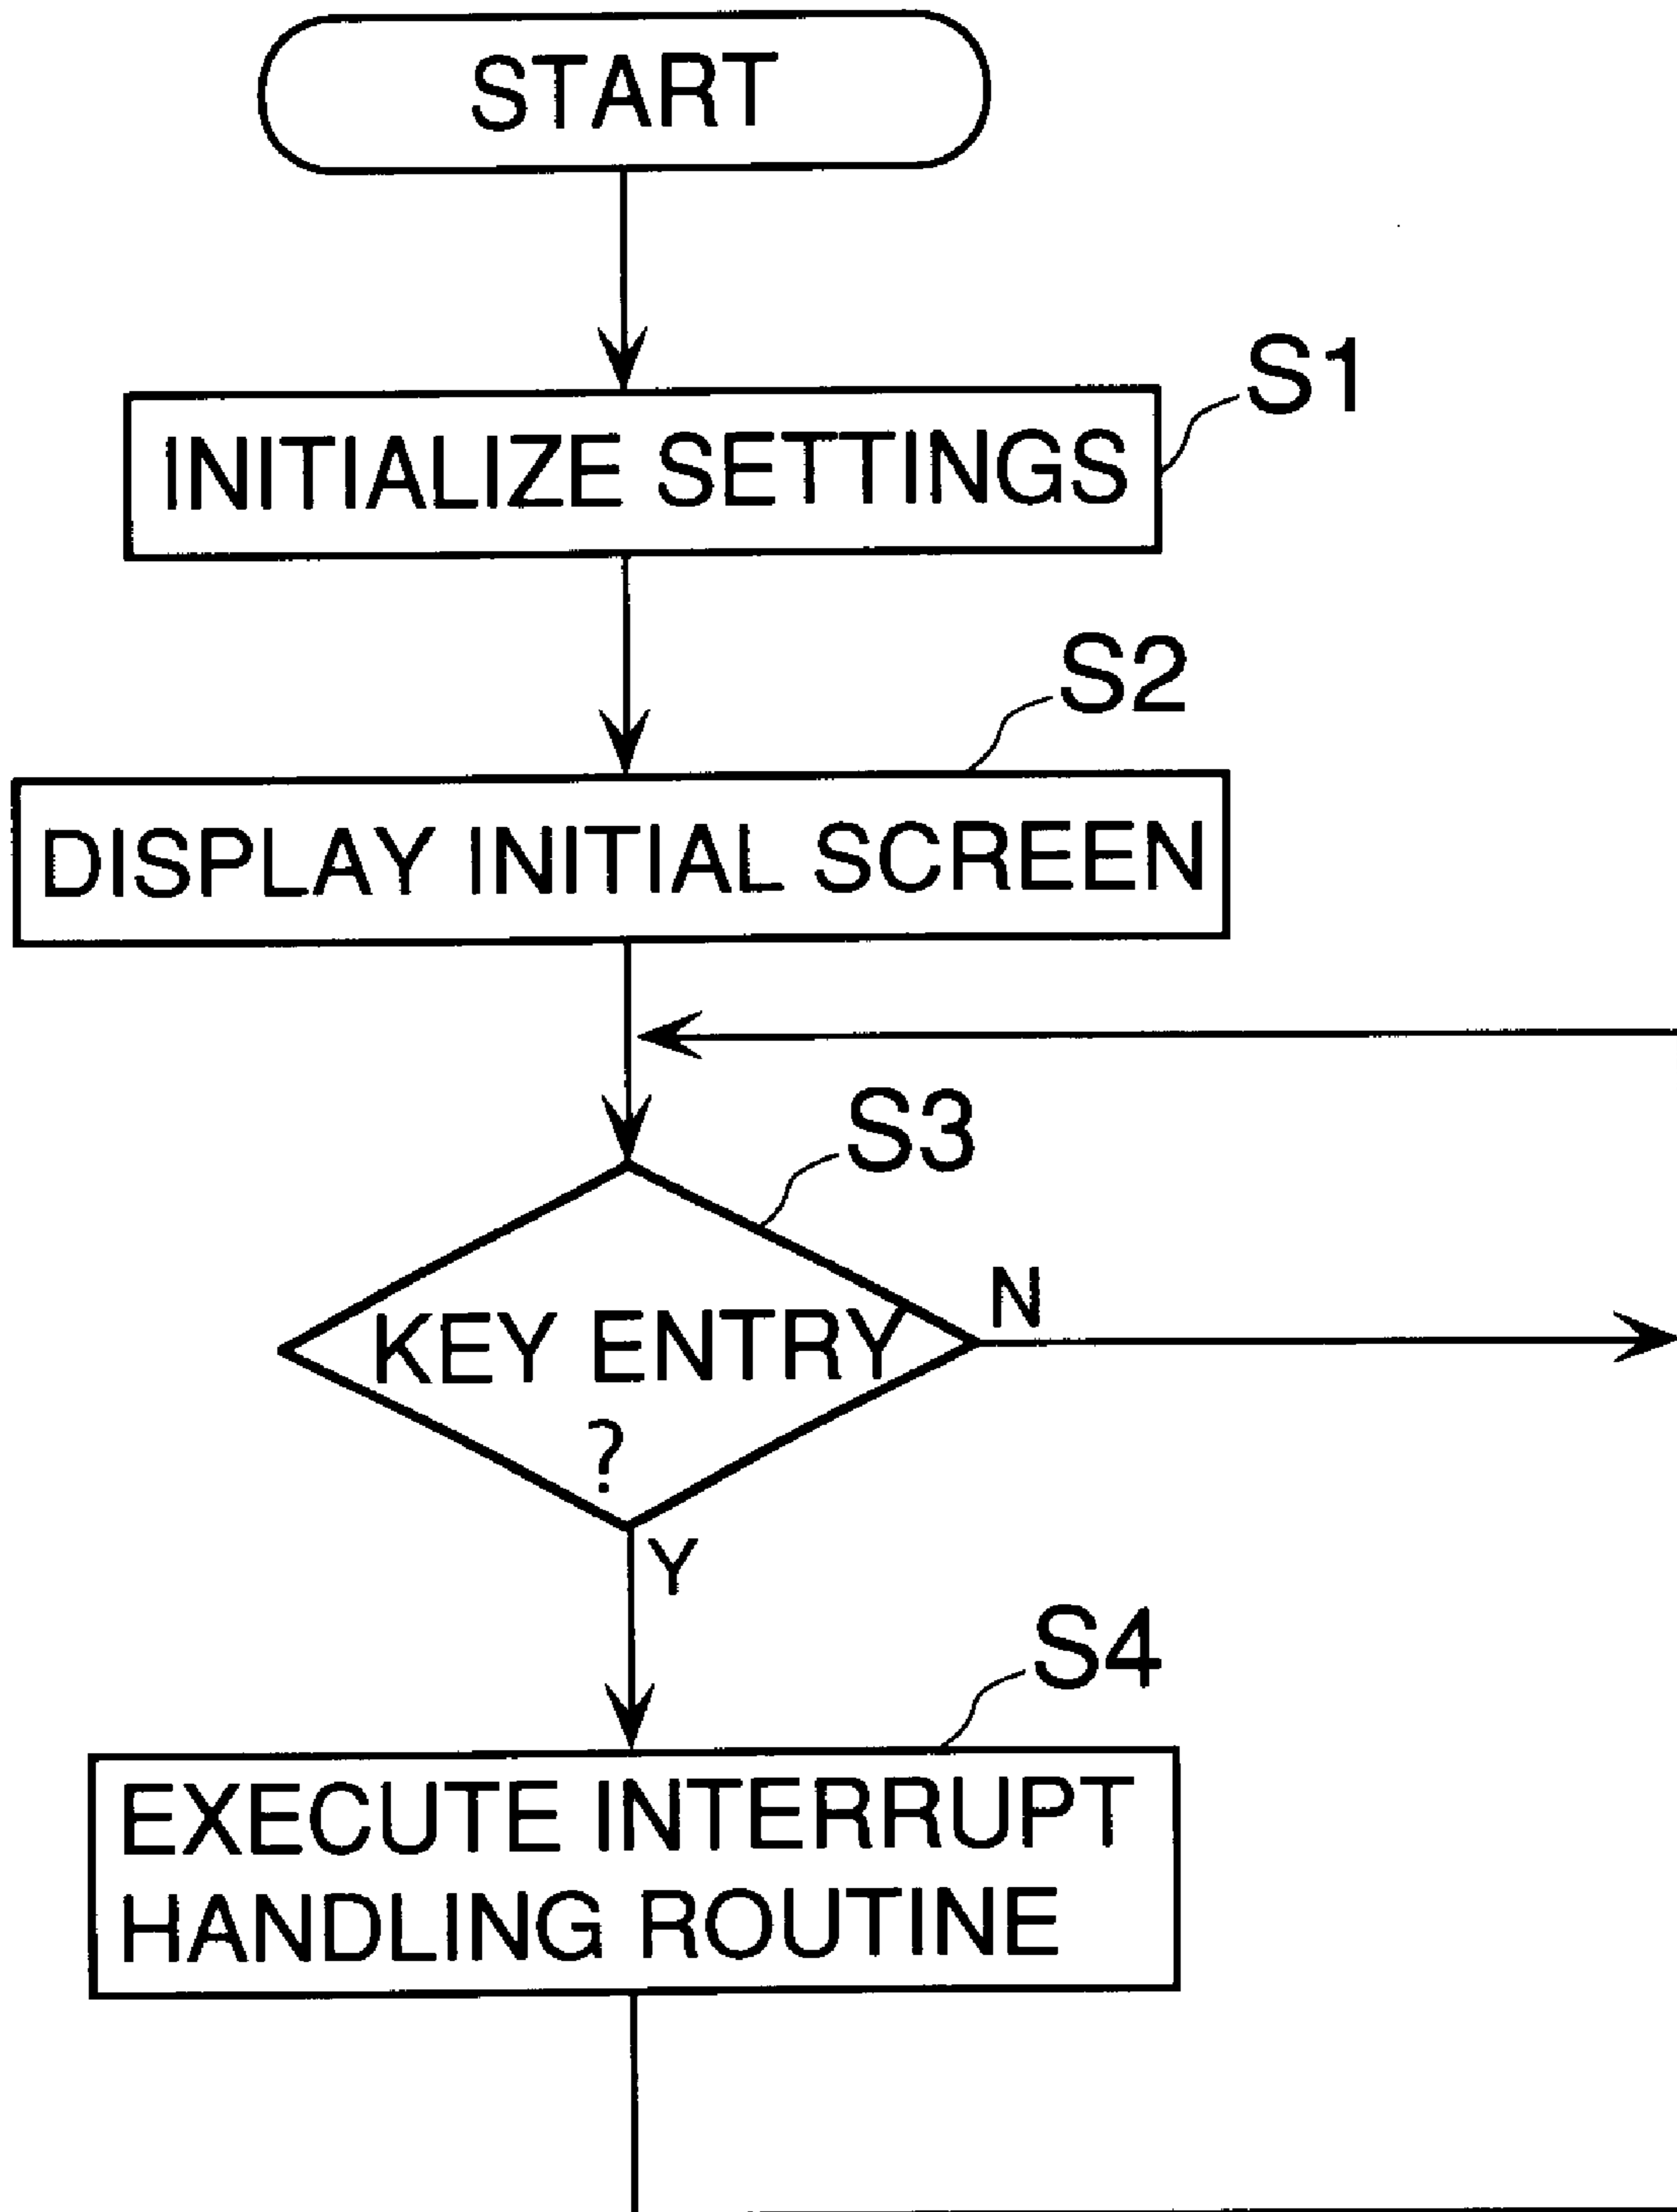 START
S1
INITIALIZE SETTINGS
S2
DISPLAY INITIAL SCREEN
S3
KEY ENTRY
?
N
Y
S4
EXECUTE INTERRUPT
HANDLING ROUTINE